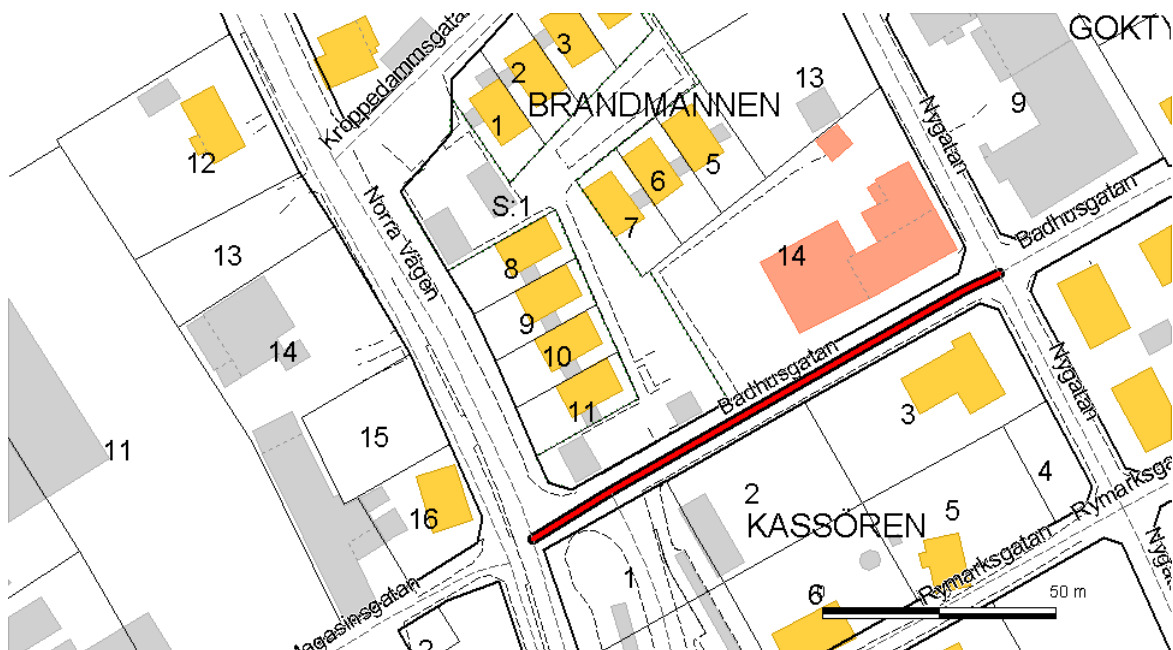 GOKTY
Kroppedammsgatan
3
2
1
BRANDMANNEN
13
9
Nygatan
12
5
6
7
S:1
Norra Vägen
Badhusgatan
13
8
14
9
10
11
14
Badhusgatan
Nygatan
15
11
3
16
2
KASSÖREN
4
5
Rymarksgatan
1
Rymarksgatan
6
50 m
Magasinsgatan
2